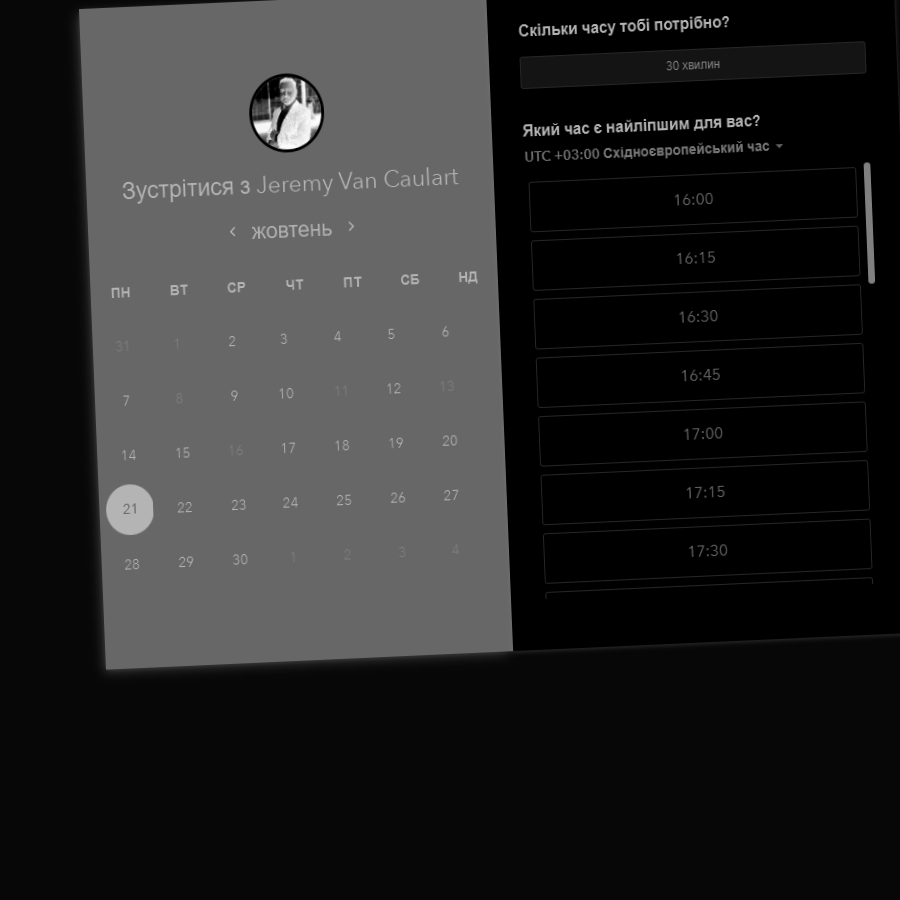 Зустрітися з Jeremy Van Caulart
‹ жовтень ›
ПН ВТ СР ЧТ ПТ СБ НД
31 1 2 3 4 5 6
7 8 9 10 11 12 13
14 15 16 17 18 19 20
21 22 23 24 25 26 27
28 29 30 1 2 3 4
Скільки часу тобі потрібно?
30 хвилин
Який час є найліпшим для вас?
UTC +03:00 Східноєвропейський час
16:00
16:15
16:30
16:45
17:00
17:15
17:30